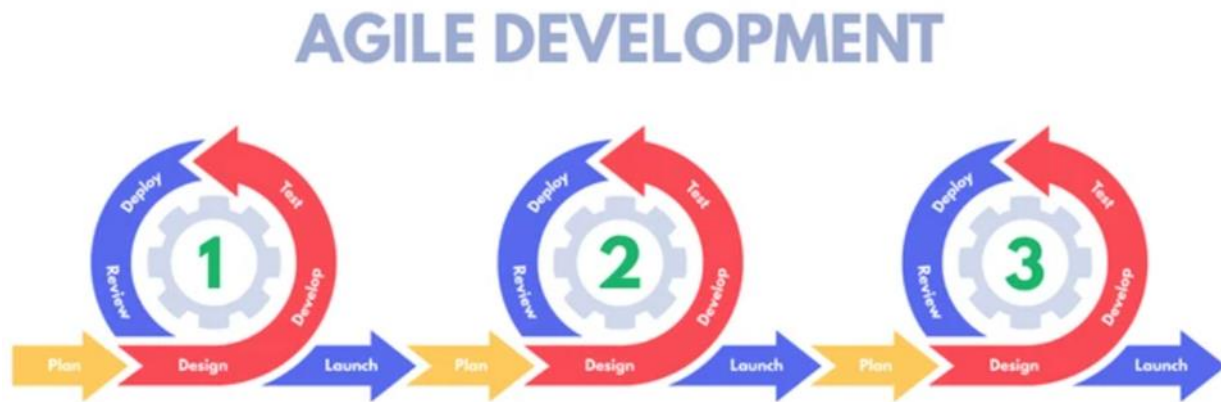 AGILE DEVELOPMENT
Deploy
Test
1
Review
Develop
Plan
Design
Launch
Deploy
Test
2
Review
Develop
Plan
Design
Launch
Deploy
Test
3
Review
Develop
Plan
Design
Launch